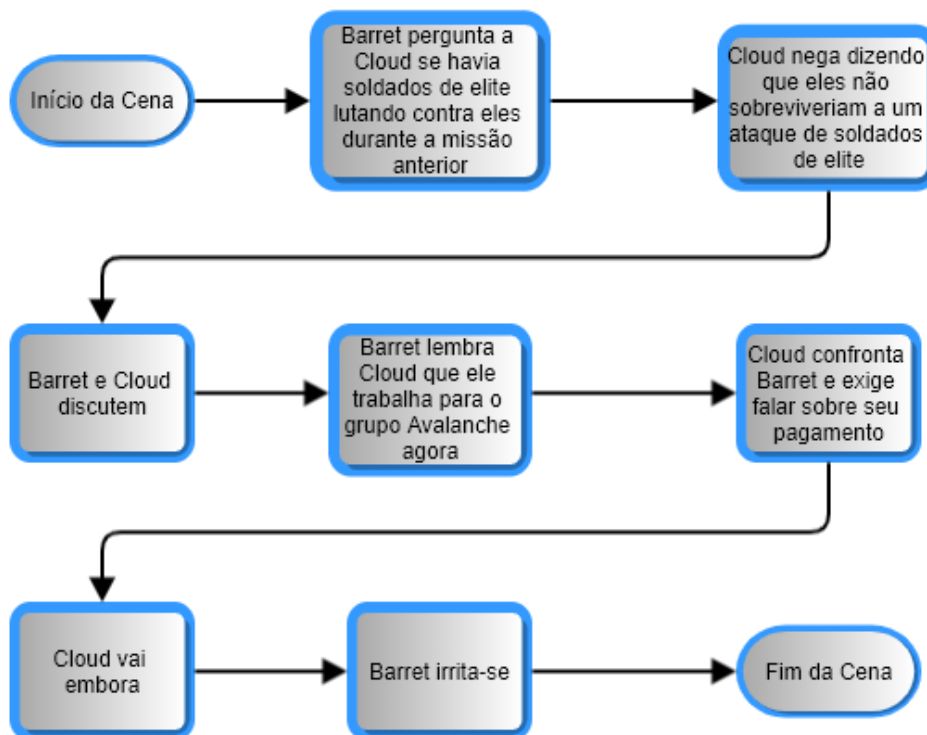 Início da Cena
Barret pergunta a
Cloud se havia
soldados de elite
lutando contra eles
durante a missão
anterior
Cloud nega dizendo
que eles não
sobreviveriam a um
ataque de soldados
de elite
Barret e Cloud
discutem
Barret lembra
Cloud que ele
trabalha para o
grupo Avalanche
agora
Cloud confronta
Barret e exige
falar sobre seu
pagamento
Cloud vai
embora
Barret irrita-se
Fim da Cena